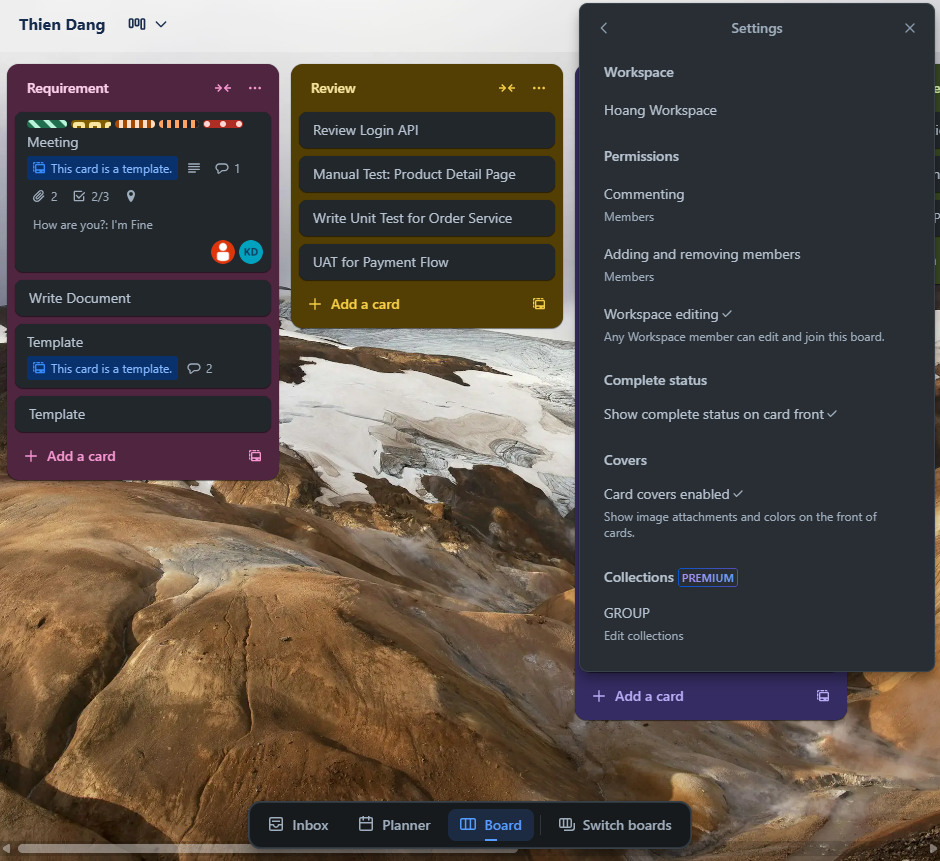 Thien Dang
Requirement
Meeting
This card is a template.
1
2
2/3
How are you?: I'm Fine
KD
Write Document
Template
This card is a template.
2
Template
Add a card
Review
Review Login API
Manual Test: Product Detail Page
Write Unit Test for Order Service
UAT for Payment Flow
Add a card
Settings
Workspace
Hoang Workspace
Permissions
Commenting
Members
Adding and removing members
Members
Workspace editing
Any Workspace member can edit and join this board.
Complete status
Show complete status on card front
Covers
Card covers enabled
Show image attachments and colors on the front of
cards.
Collections PREMIUM
GROUP
Edit collections
Add a card
Inbox
Planner
Board
Switch boards